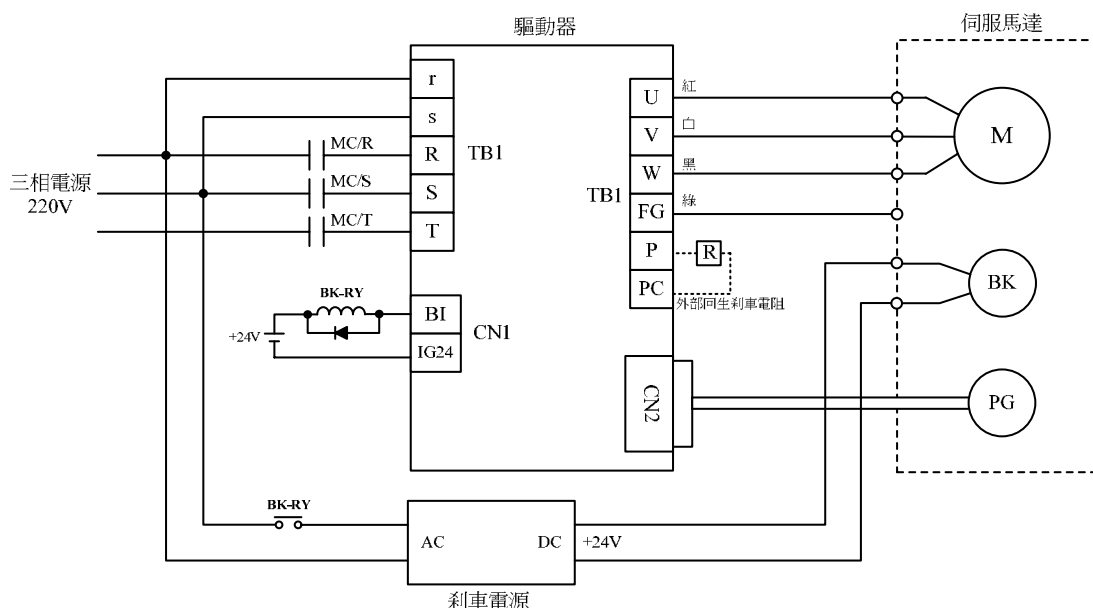 驅動器
伺服馬達
三相電源
220V
MC/R
MC/S
MC/T
r
s
R
S
T
TB1
BK-RY
+24V
BI
IG24
CN1
U
V
W
FG
P
PC
TB1
紅
白
黑
綠
R
外部回生剎車電阻
CN2
M
BK
PG
BK-RY
AC
DC
+24V
剎車電源